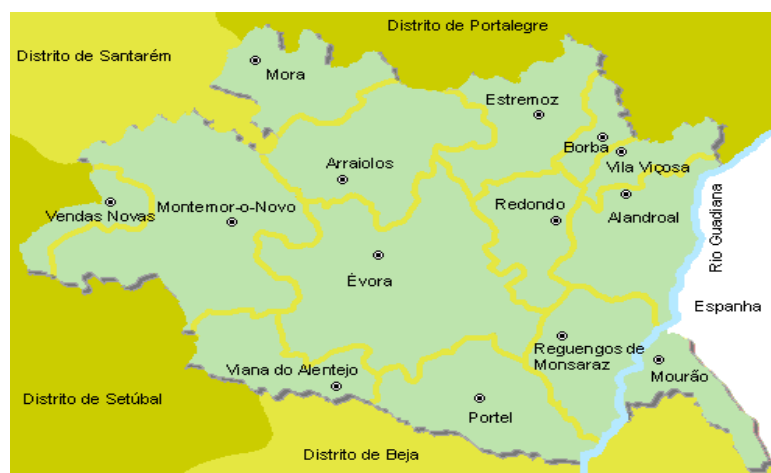 Distrito de Portalegre
Distrito de Santarém
Mora
Estremoz
Borba
Vila Viçosa
Arraiolos
Vendas Novas
Montemor-o-Novo
Redondo
Alandroal
Rio Guadiana
Évora
Espanha
Reguengos de
Monsaraz
Mourão
Viana do Alentejo
Distrito de Setúbal
Portel
Distrito de Beja